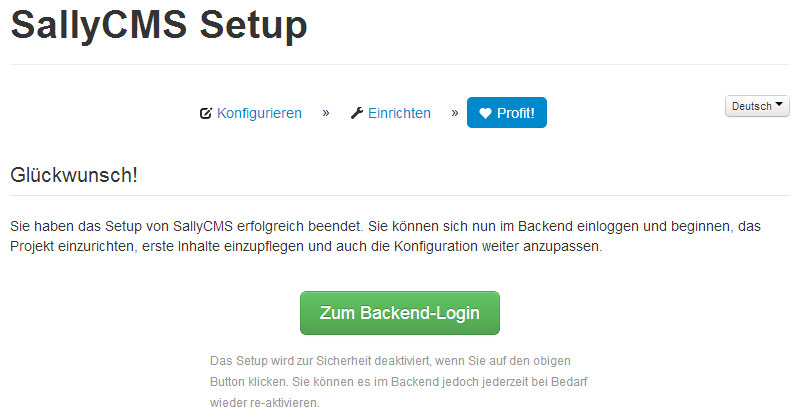 SallyCMS Setup
Konfigurieren » Einrichten » Profit! Deutsch
Glückwunsch!
Sie haben das Setup von SallyCMS erfolgreich beendet. Sie können sich nun im Backend einloggen und beginnen, das
Projekt einzurichten, erste Inhalte einzupflegen und auch die Konfiguration weiter anzupassen.
Zum Backend-Login
Das Setup wird zur Sicherheit deaktiviert, wenn Sie auf den obigen
Button klicken. Sie können es im Backend jedoch jederzeit bei Bedarf
wieder re-aktivieren.